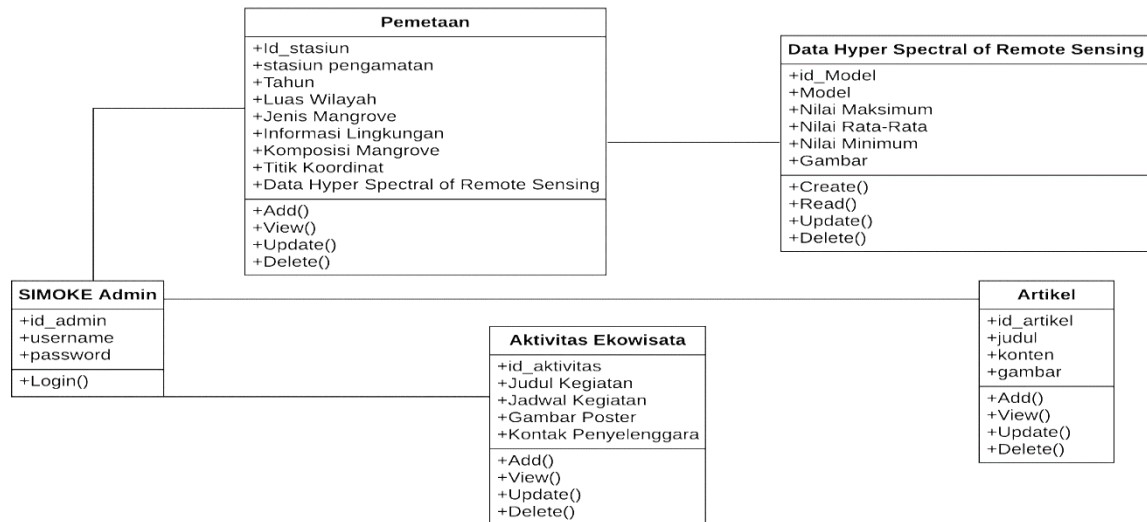 Pemetaan
+Id_stasiun
+stasiun pengamatan
+Tahun
+Luas Wilayah
+Jenis Mangrove
+Informasi Lingkungan
+Komposisi Mangrove
+Titik Koordinat
+Data Hyper Spectral of Remote Sensing
+Add()
+View()
+Update()
+Delete()
Data Hyper Spectral of Remote Sensing
+id_Model
+Model
+Nilai Maksimum
+Nilai Rata-Rata
+Nilai Minimum
+Gambar
+Create()
+Read()
+Update()
+Delete()
SIMOKE Admin
+id_admin
+username
+password
+Login()
Aktivitas Ekowisata
+id_aktivitas
+Judul Kegiatan
+Jadwal Kegiatan
+Gambar Poster
+Kontak Penyelenggara
+Add()
+View()
+Update()
+Delete()
Artikel
+id_artikel
+judul
+konten
+gambar
+Add()
+View()
+Update()
+Delete()